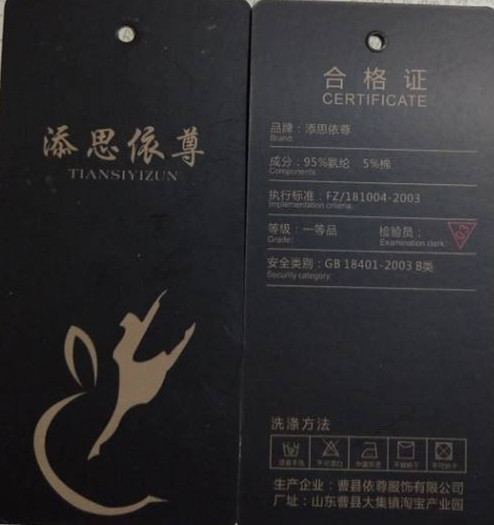 添思依尊
TIANSIYIZUN
合格证
CERTIFICATE
品牌：添思依尊
Brand:
成分：95%氨纶 5%棉
Components:
执行标准：FZ/181004-2003
Implementation criteria:
等级：一等品 检验员：
Grade: Examination clerk
安全类别：GB 18401-2003 B类
Security category:
洗涤方法
生产企业：曹县依尊服饰有限公司
厂址：山东曹县大集镇淘宝产业园